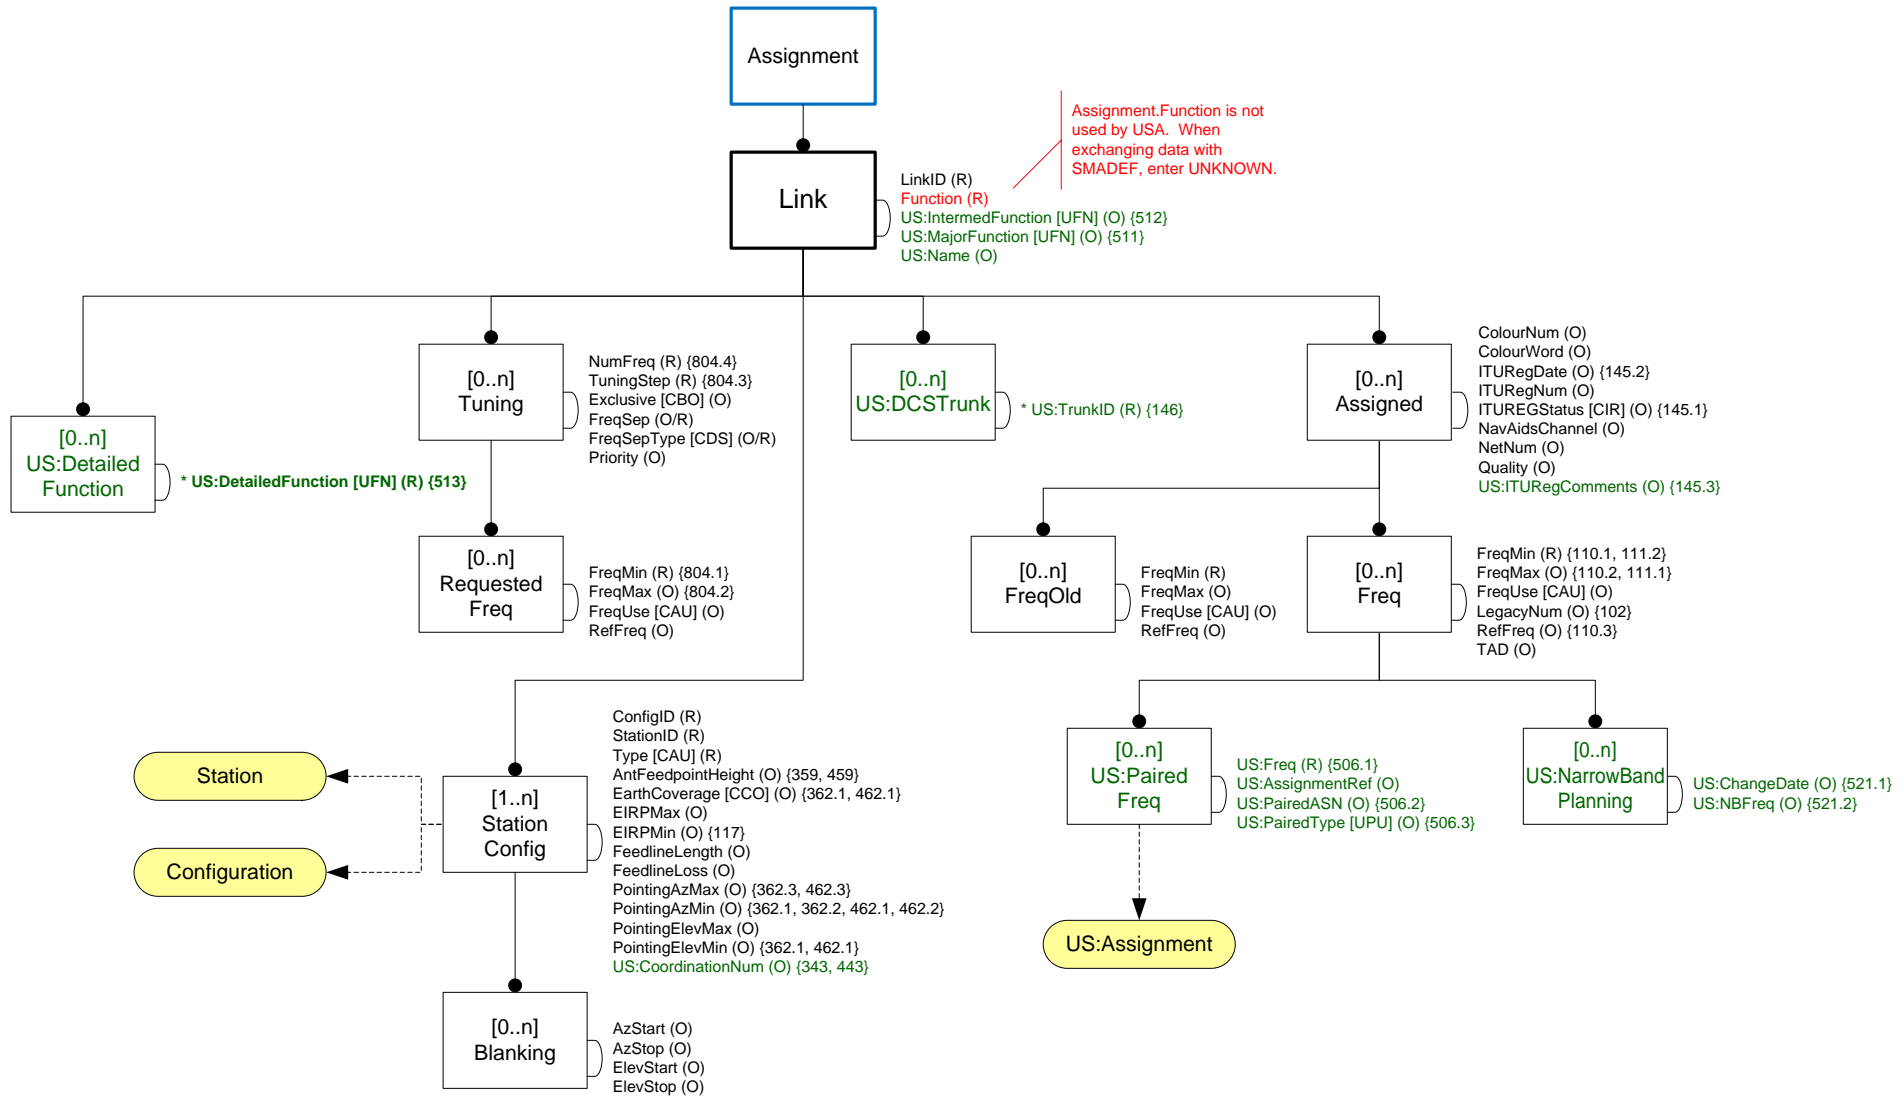 Assignment
Assignment.Function is not
used by USA. When
exchanging data with
SMADEF, enter UNKNOWN.
Link
LinkID (R)
Function (R)
US:IntermedFunction [UFN] (O) {512}
US:MajorFunction [UFN] (O) {511}
US:Name (O)
[0..n]
US:Detailed
Function
* US:DetailedFunction [UFN] (R) {513}
[0..n]
Tuning
NumFreq (R) {804.4}
TuningStep (R) {804.3}
Exclusive [CBO] (O)
FreqSep (O/R)
FreqSepType [CDS] (O/R)
Priority (O)
[0..n]
US:DCSTrunk
* US:TrunkID (R) {146}
[0..n]
Assigned
ColourNum (O)
ColourWord (O)
ITURegDate (O) {145.2}
ITURegNum (O)
ITUREGStatus [CIR] (O) {145.1}
NavAidsChannel (O)
NetNum (O)
Quality (O)
US:ITURegComments (O) {145.3}
[0..n]
Requested
Freq
FreqMin (R) {804.1}
FreqMax (O) {804.2}
FreqUse [CAU] (O)
RefFreq (O)
[0..n]
FreqOld
FreqMin (R)
FreqMax (O)
FreqUse [CAU] (O)
RefFreq (O)
[0..n]
Freq
FreqMin (R) {110.1, 111.2}
FreqMax (O) {110.2, 111.1}
FreqUse [CAU] (O)
LegacyNum (O) {102}
RefFreq (O) {110.3}
TAD (O)
Station
Configuration
[1..n]
Station
Config
ConfigID (R)
StationID (R)
Type [CAU] (R)
AntFeedpointHeight (O) {359, 459}
EarthCoverage [CCO] (O) {362.1, 462.1}
EIRPMax (O)
EIRPMin (O) {117}
FeedlineLength (O)
FeedlineLoss (O)
PointingAzMax (O) {362.3, 462.3}
PointingAzMin (O) {362.1, 362.2, 462.1, 462.2}
PointingElevMax (O)
PointingElevMin (O) {362.1, 462.1}
US:CoordinationNum (O) {343, 443}
[0..n]
US:Paired
Freq
US:Freq (R) {506.1}
US:AssignmentRef (O)
US:PairedASN (O) {506.2}
US:PairedType [UPU] (O) {506.3}
[0..n]
US:NarrowBand
Planning
US:ChangeDate (O) {521.1}
US:NBFreq (O) {521.2}
US:Assignment
[0..n]
Blanking
AzStart (O)
AzStop (O)
ElevStart (O)
ElevStop (O)